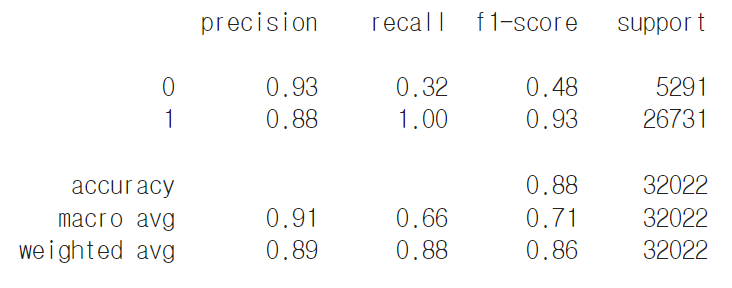 precision recall f1-score support
0 0.93 0.32 0.48 5291
1 0.88 1.00 0.93 26731
accuracy 0.88 32022
macro avg 0.91 0.66 0.71 32022
weighted avg 0.89 0.88 0.86 32022